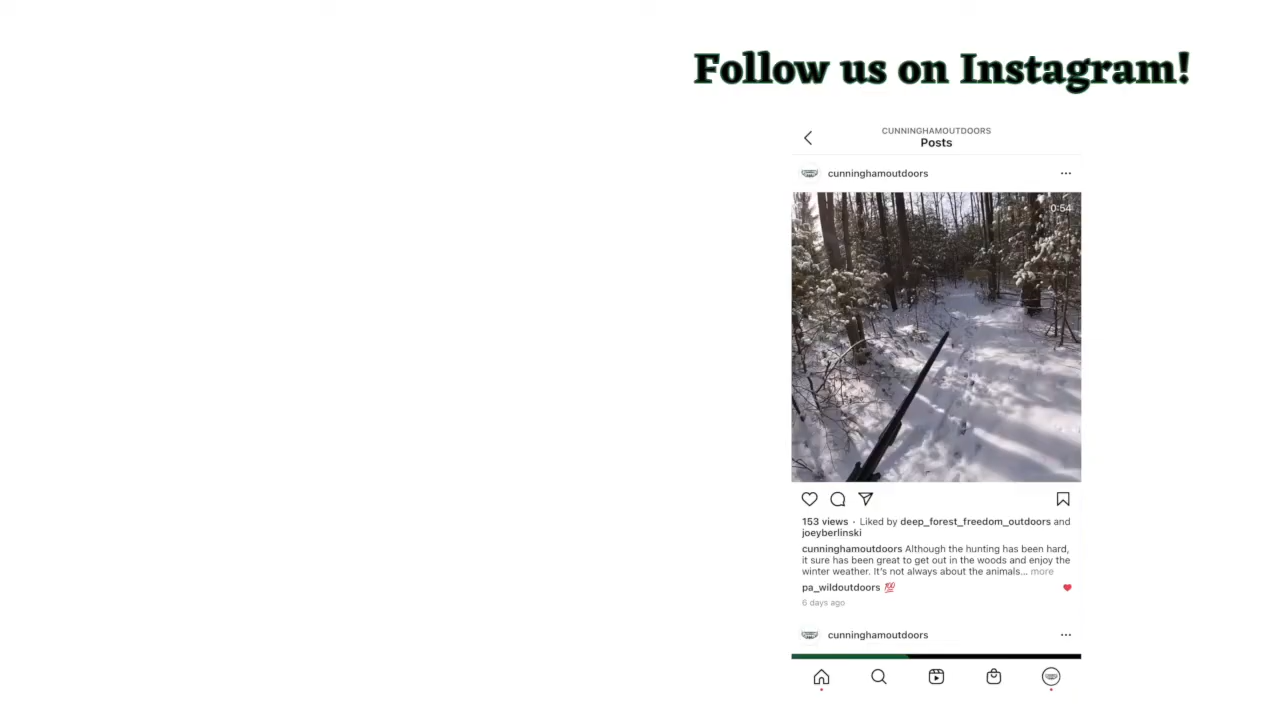 Follow us on Instagram!
CUNNINGHAMOUTDOORS
Posts
cunninghamoutdoors
0:54
153 views · Liked by deep_forest_freedom_outdoors and
joeyberlinski
cunninghamoutdoors Although the hunting has been hard,
it sure has been great to get out in the woods and enjoy the
winter weather. It's not always about the animals... more
pa_wildoutdoors 💯
6 days ago
cunninghamoutdoors